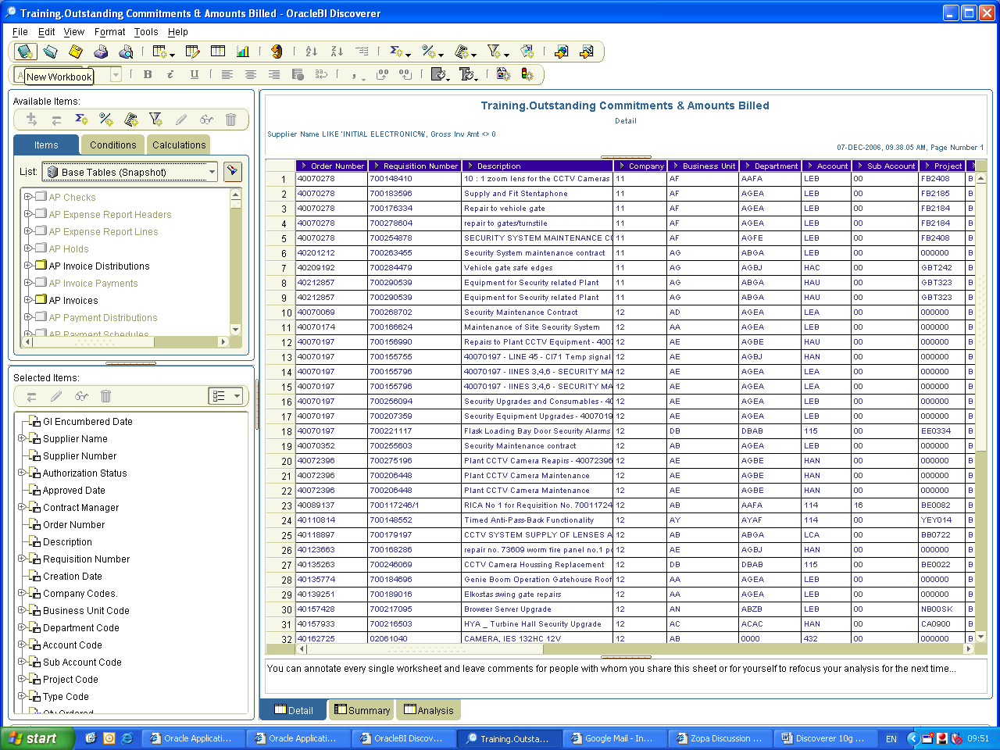 Training.Outstanding Commitments & Amounts Billed - OracleBI Discoverer
File Edit View Format Tools Help
New Workbook
Available Items:
Items Conditions Calculations
List: Base Tables (Snapshot)
AP Checks
AP Expense Report Headers
AP Expense Report Lines
AP Holds
AP Invoice Distributions
AP Invoice Payments
AP Invoices
AP Payment Distributions
AP Payment Schedules
Selected Items:
Gl Encumbered Date
Supplier Name
Supplier Number
Authorization Status
Approved Date
Contract Manager
Order Number
Description
Requisition Number
Creation Date
Company Codes.
Business Unit Code
Department Code
Account Code
Sub Account Code
Project Code
Type Code
Qty Ordered
Training.Outstanding Commitments & Amounts Billed
Detail
Supplier Name LIKE 'INITIAL ELECTRONIC%', Gross Inv Amt <> 0
07-DEC-2006, 09.38.05 AM, Page Number 1
Order Number Requisition Number Description Company Business Unit Department Account Sub Account Project
1 40070278 700148410 10 : 1 zoom lens for the CCTV Cameras 11 AF AAFA LEB 00 FB2408 B
2 40070278 700183596 Supply and Fit Stentaphone 11 AF AGEA LEB 00 FB2185 B
3 40070278 700176334 Repair to vehicle gate 11 AF AGEA LEB 00 FB2184 B
4 40070278 700278604 repair to gates/turnstile 11 AF AGEA LEB 00 FB2184 B
5 40070278 700254878 SECURITY SYSTEM MAINTENANCE CO 11 AF AGFE LEB 00 FB2408 B
6 40201212 700263455 Security System maintenance contract 11 AG ABGA LEB 00 000000 B
7 40209192 700284479 Vehicle gate safe edges 11 AG AGBJ HAC 00 GBT242 B
8 40212857 700290539 Equipment for Security related Plant 11 AG ABGA HAU 00 GBT323 B
9 40212857 700290539 Equipment for Security related Plant 11 AG ABGA HAU 00 GBT323 B
10 40070069 700268702 Security Maintenance Contract 12 AD AGEA LEA 00 000000 B
11 40070174 700166624 Maintenance of Site Security System 12 AA AGEA LEB 00 000000 B
12 40070197 700156990 Repairs to Plant CCTV Equipment - 4007 12 AE AGBE HAU 00 000000 B
13 40070197 700155755 40070197 - LINE 45 - CI71 Temp signal 12 AE AGBJ HAN 00 000000 B
14 40070197 700155796 40070197 - lINES 3,4,6 - SECURITY MA 12 AE AGEA LEA 00 000000 B
15 40070197 700155796 40070197 - lINES 3,4,6 - SECURITY MA 12 AE AGEA LEA 00 000000 B
16 40070197 700256094 Security Upgrades and Consumables - 40 12 AE AGEA LEB 00 000000 B
17 40070197 700207359 Security Equipment Upgrades - 4007019 12 AE AGEA LEB 00 000000 B
18 40070197 700221117 Flask Loading Bay Door Security Alarms 12 DB DBAB 115 00 EE0334 B
19 40070352 700255603 Security Maintenance contract 12 AB AGEA LEB 00 000000 B
20 40072396 700275196 Plant CCTV Camera Reapirs - 40072396 12 AE AGBE HAN 00 000000 B
21 40072396 700206448 Plant CCTV Camera Maintenance 12 AE AGBE HAN 00 000000 B
22 40072396 700206448 Plant CCTV Camera Maintenance 12 AE AGBE HAN 00 000000 B
23 40089137 700117246/1 RICA No 1 for Requisition No. 70011724 12 AB AAFA 114 16 BE0082 B
24 40110814 700148552 Timed Anti-Pass-Back Functionality 12 AY AYAF 114 00 YEY014 B
25 40118897 700179197 CCTV SYSTEM SUPPLY OF LENSES A 12 AB ABGA LCA 00 BB0722 B
26 40123663 700168286 repair no. 73609 worm fire panel no.1 po 12 AE AGBJ HAN 00 000000 B
27 40135263 700246069 CCTV Camera Houssing Replacement 12 DB DBAB 115 00 BE0022 B
28 40135774 700184696 Genie Boom Operation Gatehouse Roof 12 AA AGEA LEB 00 000000 B
29 40139251 700189016 Elkostas swing gate repairs 12 AA AGEA LEB 00 000000 B
30 40157428 700217095 Browser Server Upgrade 12 AN ABZB LEB 00 NB00SK B
31 40157933 700216503 HYA _ Turbine Hall Security Upgrade 12 AC ACAC HAN 00 CA0900 B
32 40162725 02061040 CAMERA, IES 132HC 12V 12 AB 0000 432 00 000000 B
You can annotate every single worksheet and leave comments for people with whom you share this sheet or for yourself to refocus your analysis for the next time...
Detail Summary Analysis
start Oracle Applicati... Oracle Applicati... OracleBI Discov... Training.Outsta... Google Mail - In... Zopa Discussion ... Discoverer 10g ... EN 09:51